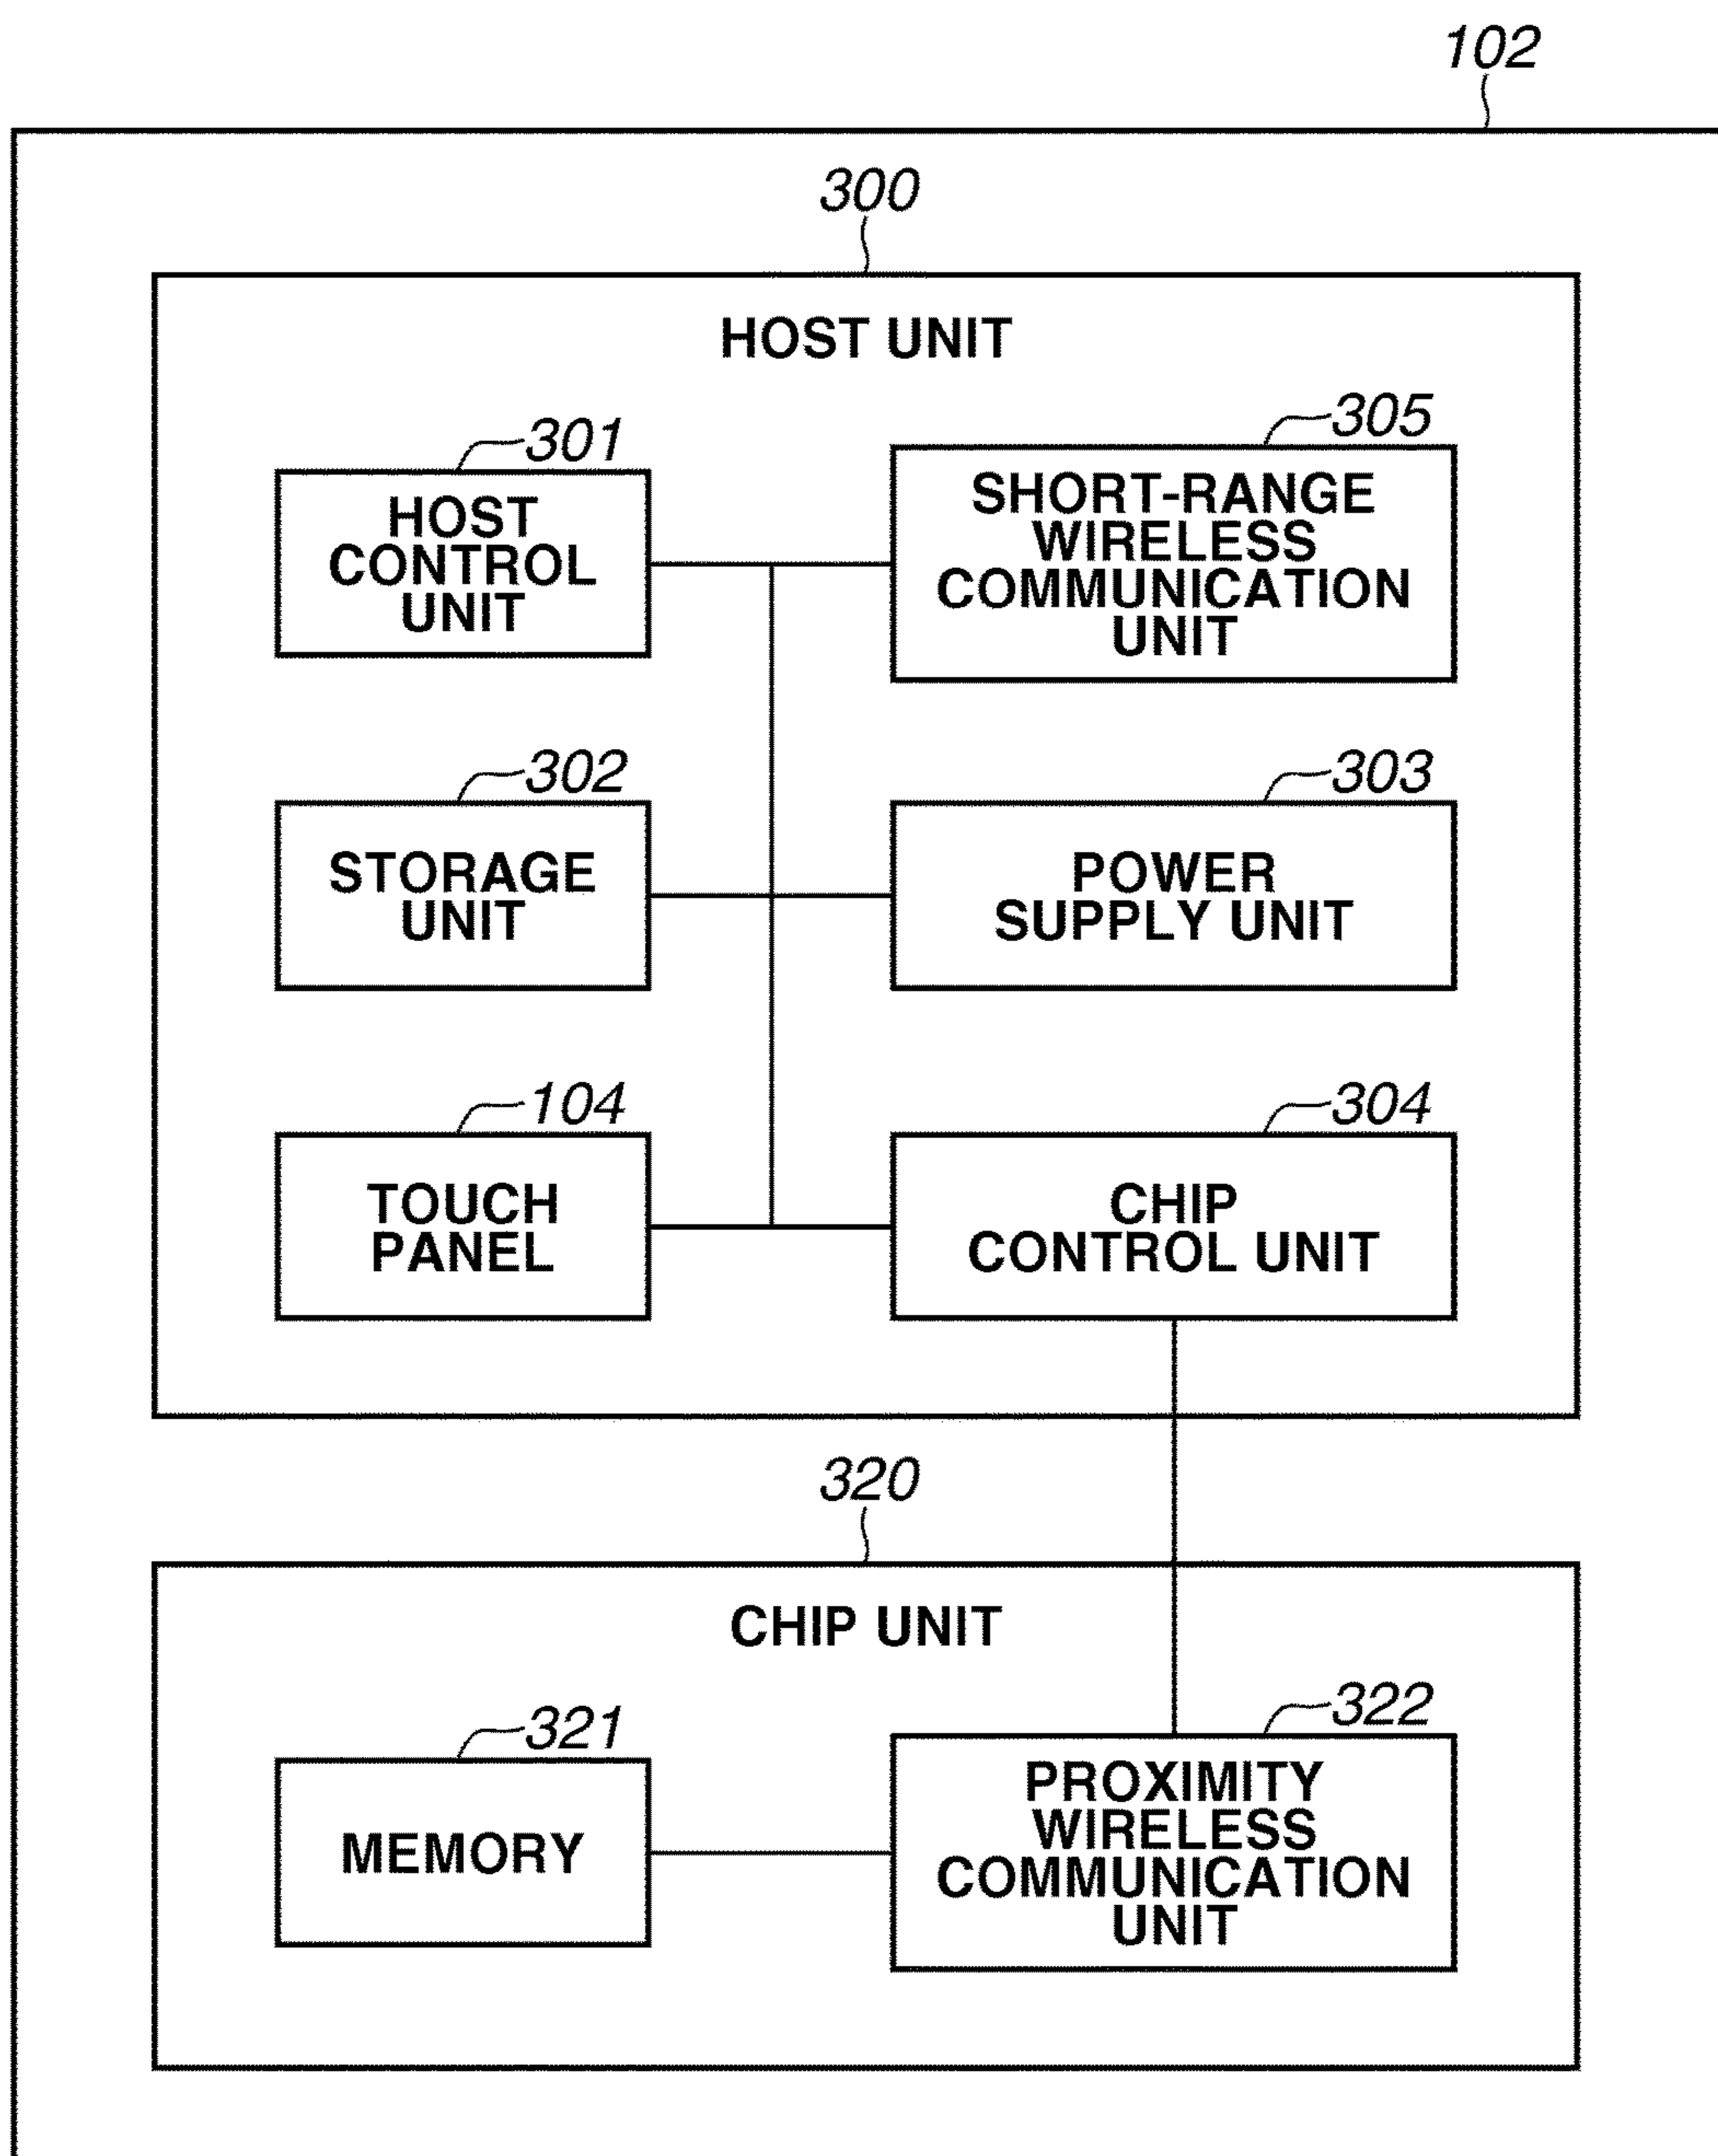 102
300
HOST UNIT
301
HOST
CONTROL
UNIT
305
SHORT-RANGE
WIRELESS
COMMUNICATION
UNIT
302
STORAGE
UNIT
303
POWER
SUPPLY UNIT
104
TOUCH
PANEL
304
CHIP
CONTROL UNIT
320
CHIP UNIT
321
MEMORY
322
PROXIMITY
WIRELESS
COMMUNICATION
UNIT